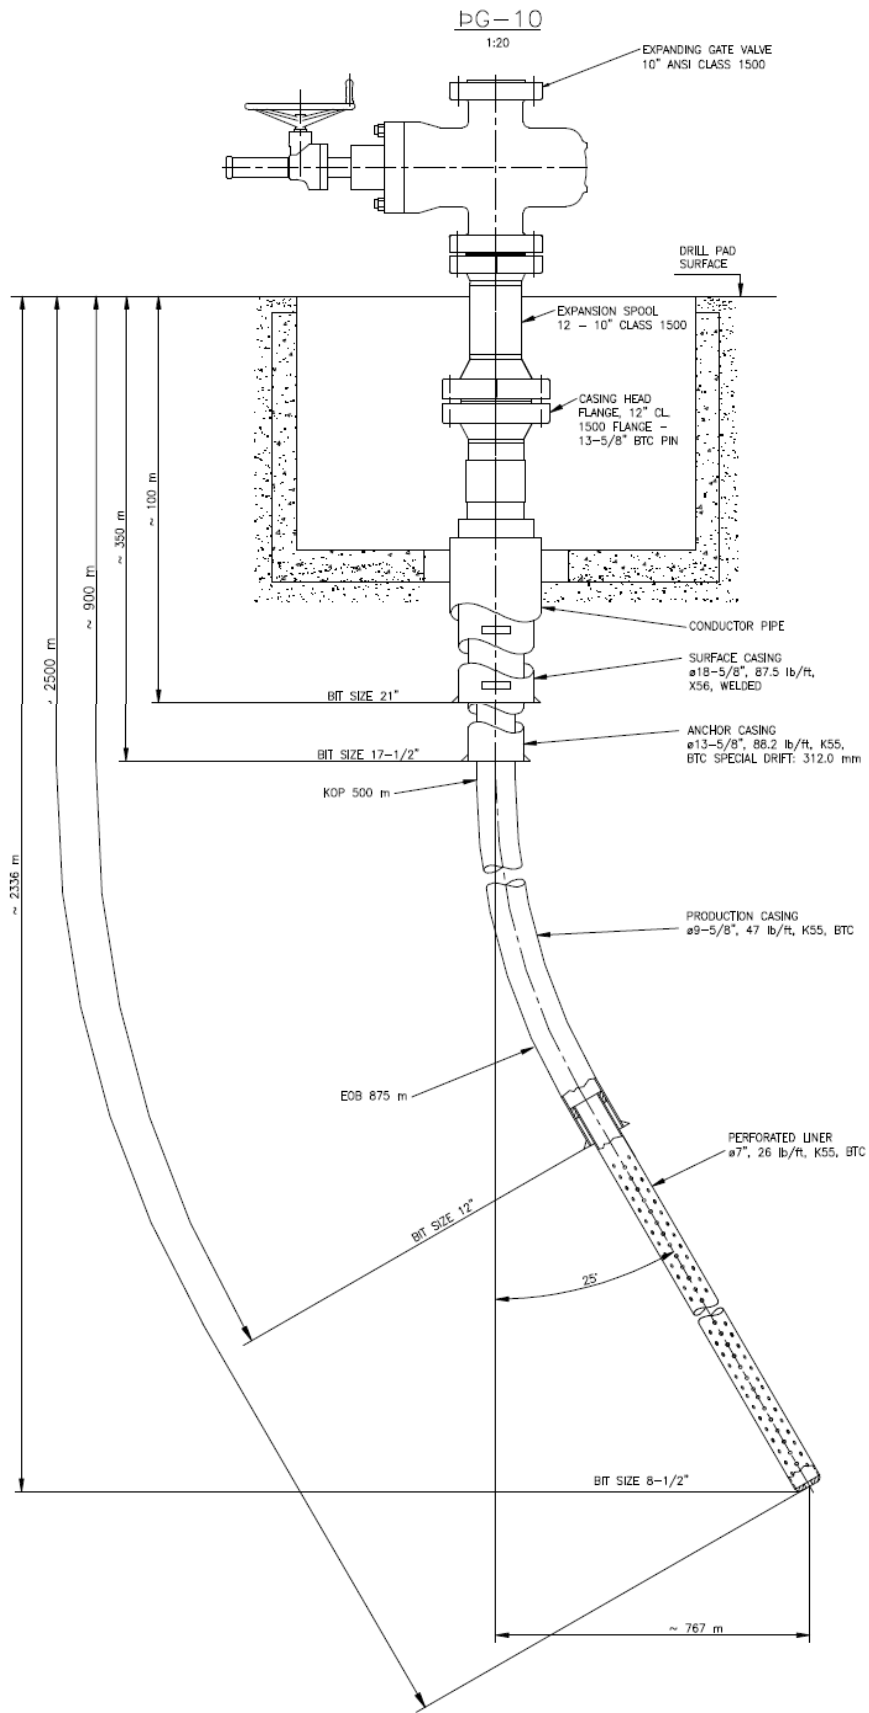 ÞG-10
1:20
EXPANDING GATE VALVE
10" ANSI CLASS 1500
DRILL PAD
SURFACE
EXPANSION SPOOL
12 - 10" CLASS 1500
CASING HEAD
FLANGE, 12" CL.
1500 FLANGE -
13-5/8" BTC PIN
~ 100 m
~ 350 m
~ 900 m
~ 2500 m
~ 2336 m
CONDUCTOR PIPE
SURFACE CASING
ø18-5/8", 87.5 lb/ft,
X56, WELDED
BIT SIZE 21"
ANCHOR CASING
ø13-5/8", 88.2 lb/ft, K55,
BTC SPECIAL DRIFT: 312.0 mm
BIT SIZE 17-1/2"
KOP 500 m
PRODUCTION CASING
ø9-5/8", 47 lb/ft, K55, BTC
EOB 875 m
PERFORATED LINER
ø7", 26 lb/ft, K55, BTC
BIT SIZE 12"
25°
BIT SIZE 8-1/2"
~ 767 m